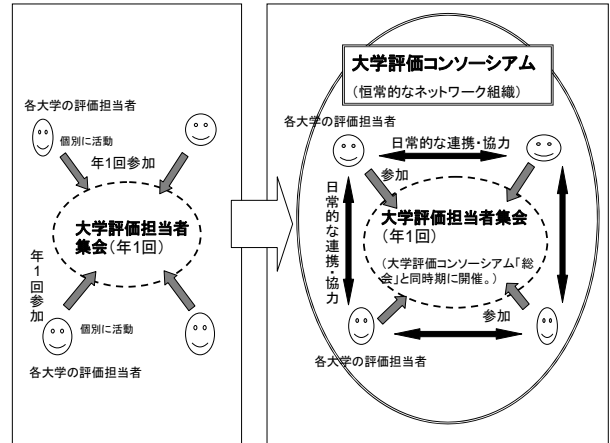 各大学の評価担当者
個別に活動
年1回参加
大学評価担当者
集会(年1回)
年1回参加
個別に活動
各大学の評価担当者
大学評価コンソーシアム
(恒常的なネットワーク組織)
各大学の評価担当者
日常的な連携・協力
参加
日常的な連携・協力
大学評価担当者集会
(年1回)
(大学評価コンソーシアム「総
会」と同時期に開催。)
参加
各大学の評価担当者